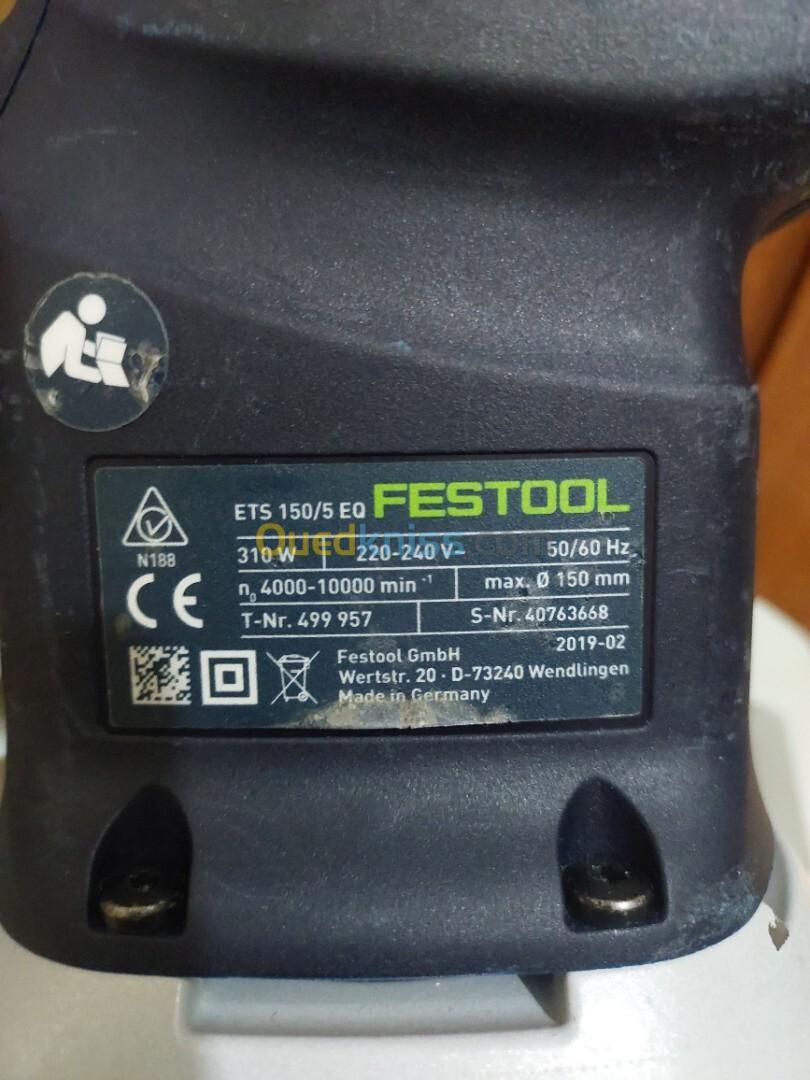 ETS 150/5 EQ FESTOOL
N188
310 W 220-240 V~ 50/60 Hz
n₀ 4000-10000 min⁻¹ max. Ø 150 mm
CE
T-Nr. 499 957 S-Nr. 40763668
2019-02
Festool GmbH
Wertstr. 20 · D-73240 Wendlingen
Made in Germany
Ouedkniss.com